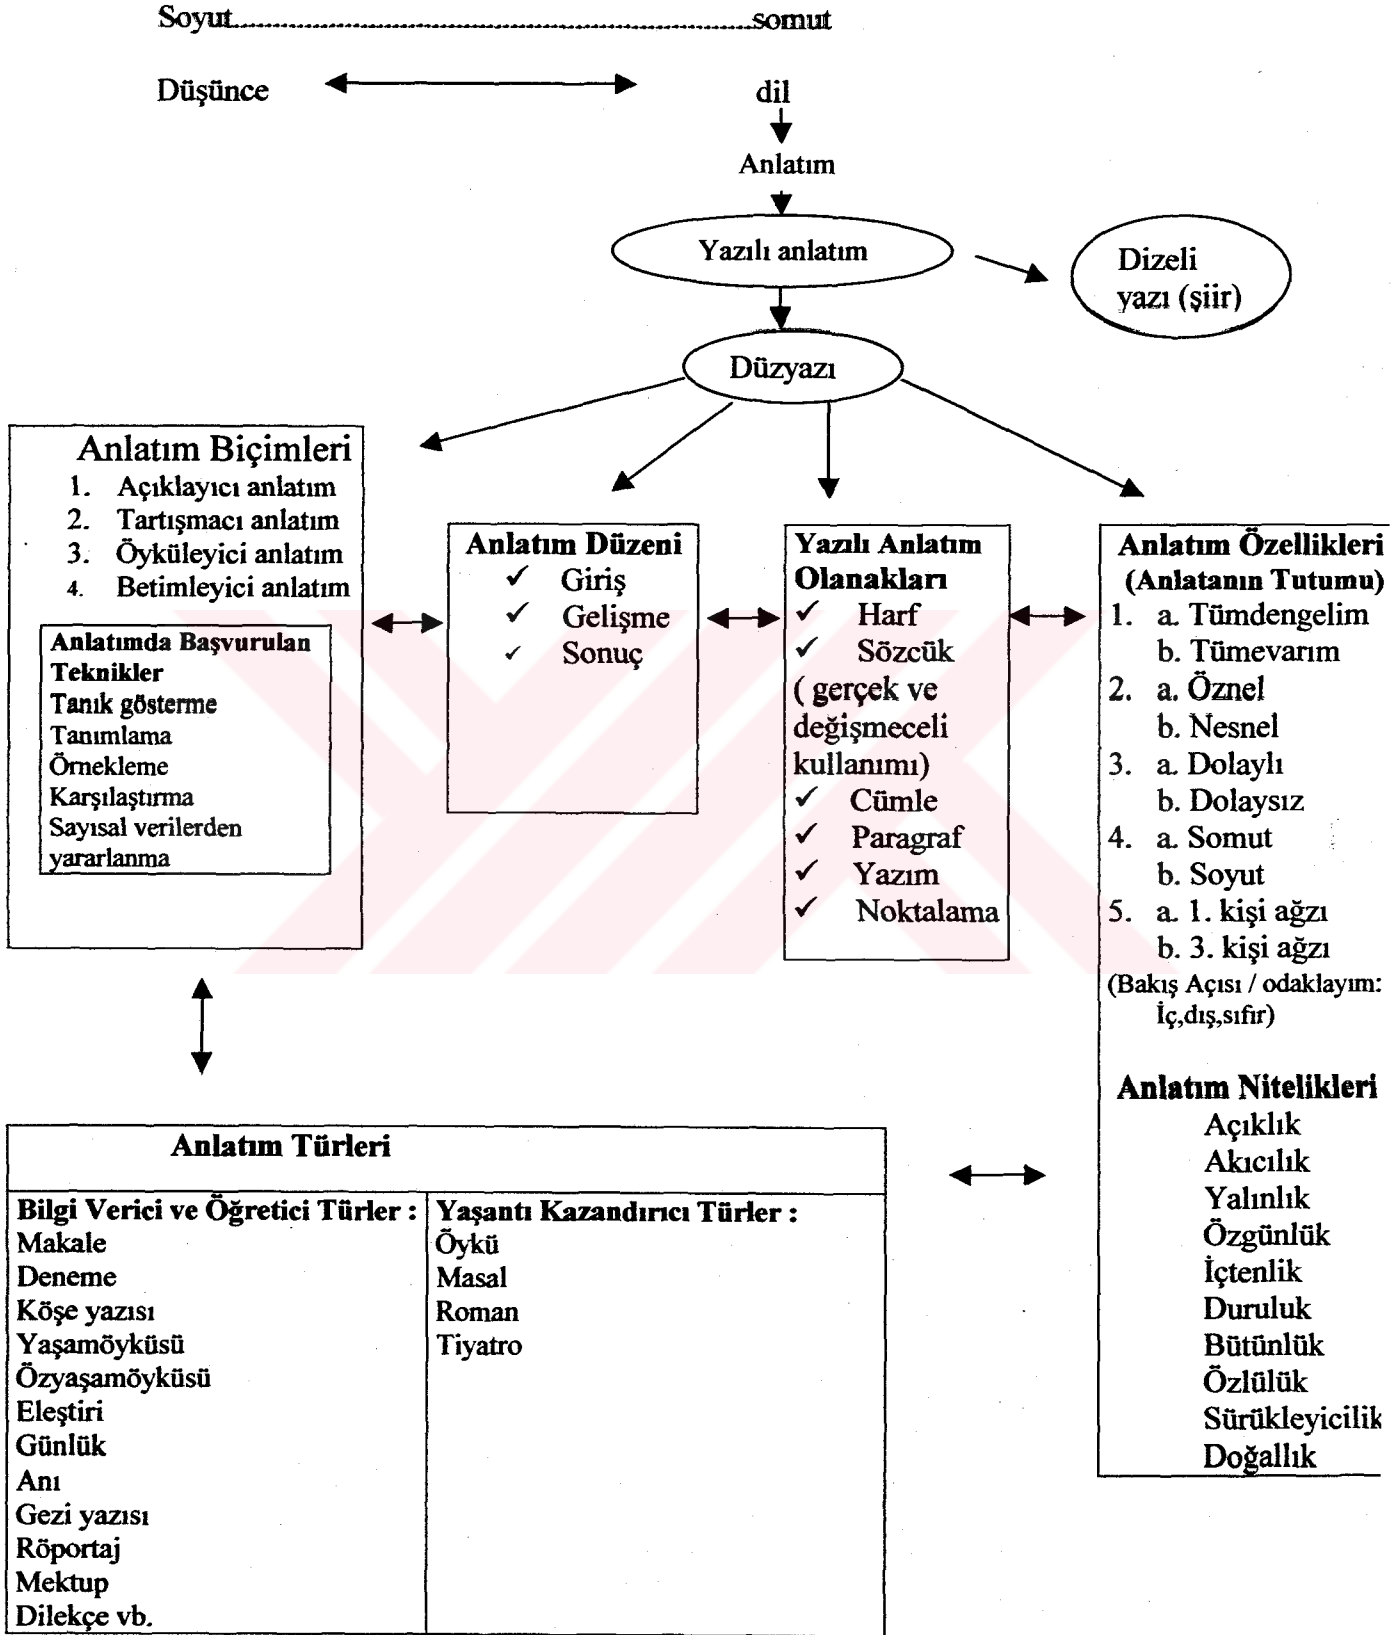 Soyut..............................................................................somut
Düşünce
dil
Anlatım
Yazılı anlatım
Dizeli
yazı (şiir)
Düzyazı
Anlatım Biçimleri
1. Açıklayıcı anlatım
2. Tartışmacı anlatım
3. Öyküleyici anlatım
4. Betimleyici anlatım
Anlatımda Başvurulan
Teknikler
Tanık gösterme
Tanımlama
Örnekleme
Karşılaştırma
Sayısal verilerden
yararlanma
Anlatım Düzeni
✓ Giriş
✓ Gelişme
✓ Sonuç
Yazılı Anlatım
Olanakları
✓ Harf
✓ Sözcük
( gerçek ve
değişmeceli
kullanımı)
✓ Cümle
✓ Paragraf
✓ Yazım
✓ Noktalama
Anlatım Özellikleri
(Anlatanın Tutumu)
1. a. Tümdengelim
b. Tümevarım
2. a. Öznel
b. Nesnel
3. a. Dolaylı
b. Dolaysız
4. a. Somut
b. Soyut
5. a. 1. kişi ağzı
b. 3. kişi ağzı
(Bakış Açısı / odaklayım:
İç,dış,sıfır)
Anlatım Nitelikleri
Açıklık
Akıcılık
Yalınlık
Özgünlük
İçtenlik
Duruluk
Bütünlük
Özlülük
Sürükleyicilik
Doğallık
Anlatım Türleri
Bilgi Verici ve Öğretici Türler :
Makale
Deneme
Köşe yazısı
Yaşamöyküsü
Özyaşamöyküsü
Eleştiri
Günlük
Anı
Gezi yazısı
Röportaj
Mektup
Dilekçe vb.
Yaşantı Kazandırıcı Türler :
Öykü
Masal
Roman
Tiyatro